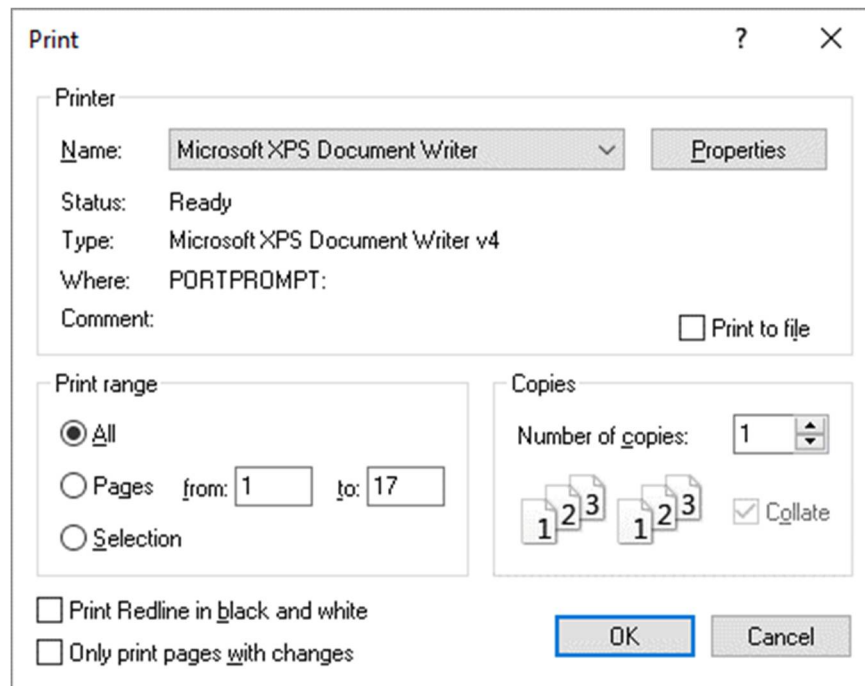 Print ?
Printer
Name: Microsoft XPS Document Writer Properties
Status: Ready
Type: Microsoft XPS Document Writer v4
Where: PORTPROMPT:
Comment:
Print to file
Print range
All
Pages from: 1 to: 17
Selection
Copies
Number of copies: 1
1 2 3 1 2 3
Collate
Print Redline in black and white
Only print pages with changes
OK Cancel